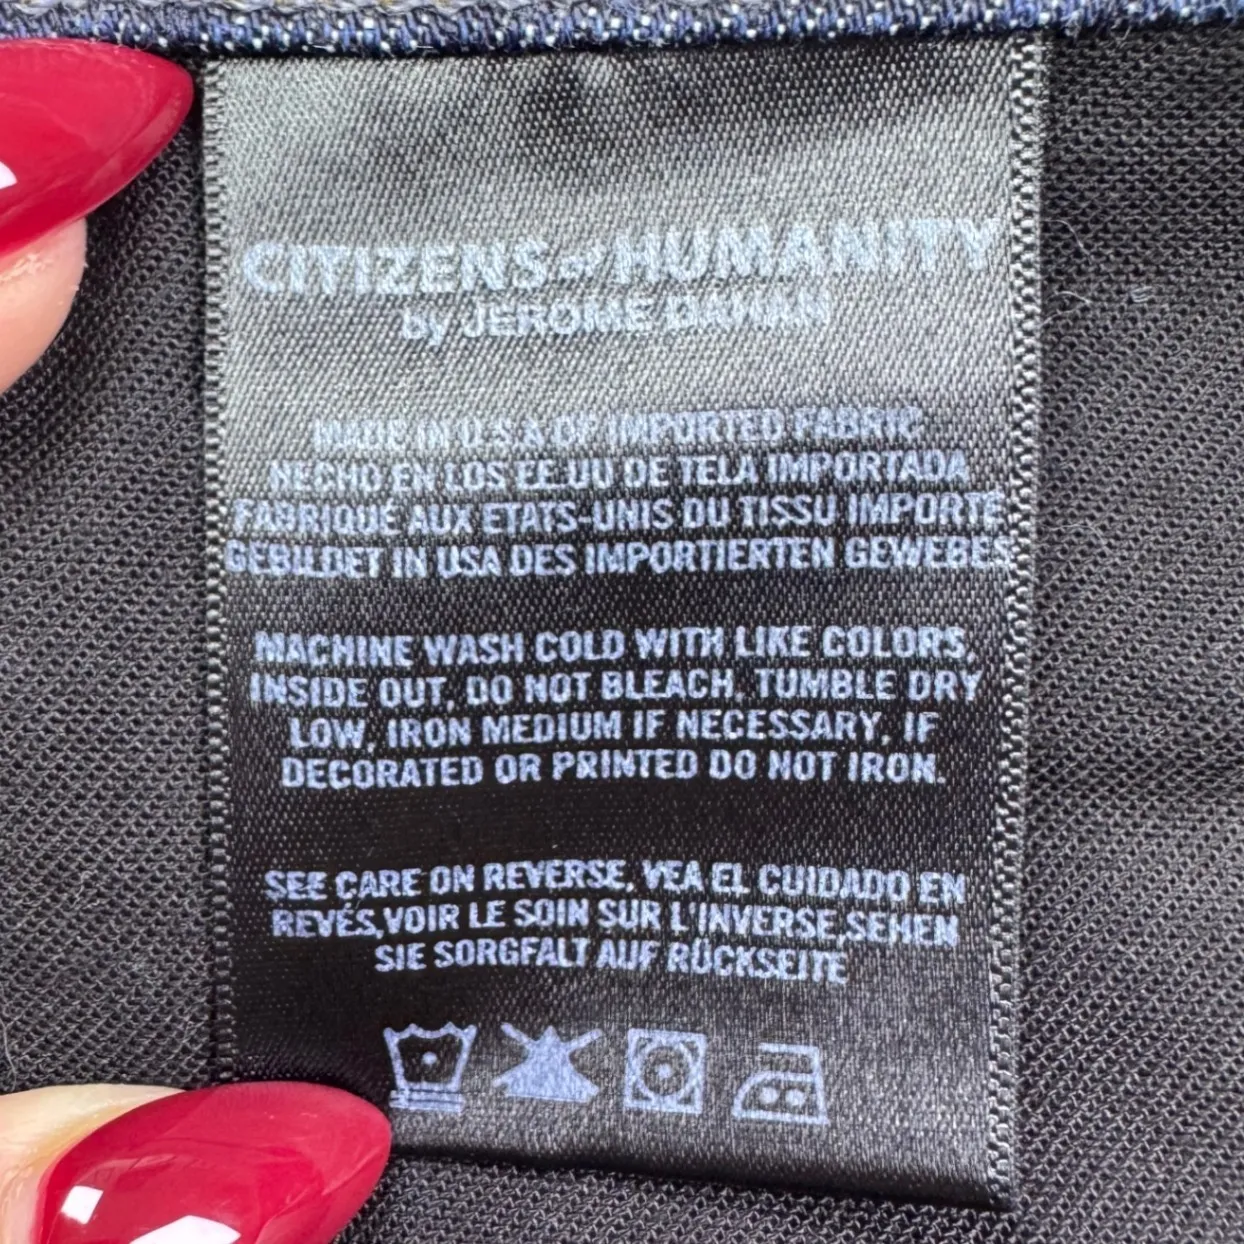 CITIZENS of HUMANITY
by JEROME DAHAN
MADE IN U.S.A OF IMPORTED FABRIC
HECHO EN LOS EE.UU DE TELA IMPORTADA
FABRIQUÉ AUX ETATS-UNIS DU TISSU IMPORTÉ
GEBILDET IN USA DES IMPORTIERTEN GEWEBES
MACHINE WASH COLD WITH LIKE COLORS,
INSIDE OUT, DO NOT BLEACH, TUMBLE DRY
LOW, IRON MEDIUM IF NECESSARY, IF
DECORATED OR PRINTED DO NOT IRON.
SEE CARE ON REVERSE, VEA EL CUIDADO EN
REVÉS,VOIR LE SOIN SUR L'INVERSE,SEHEN
SIE SORGFALT AUF RÜCKSEITE